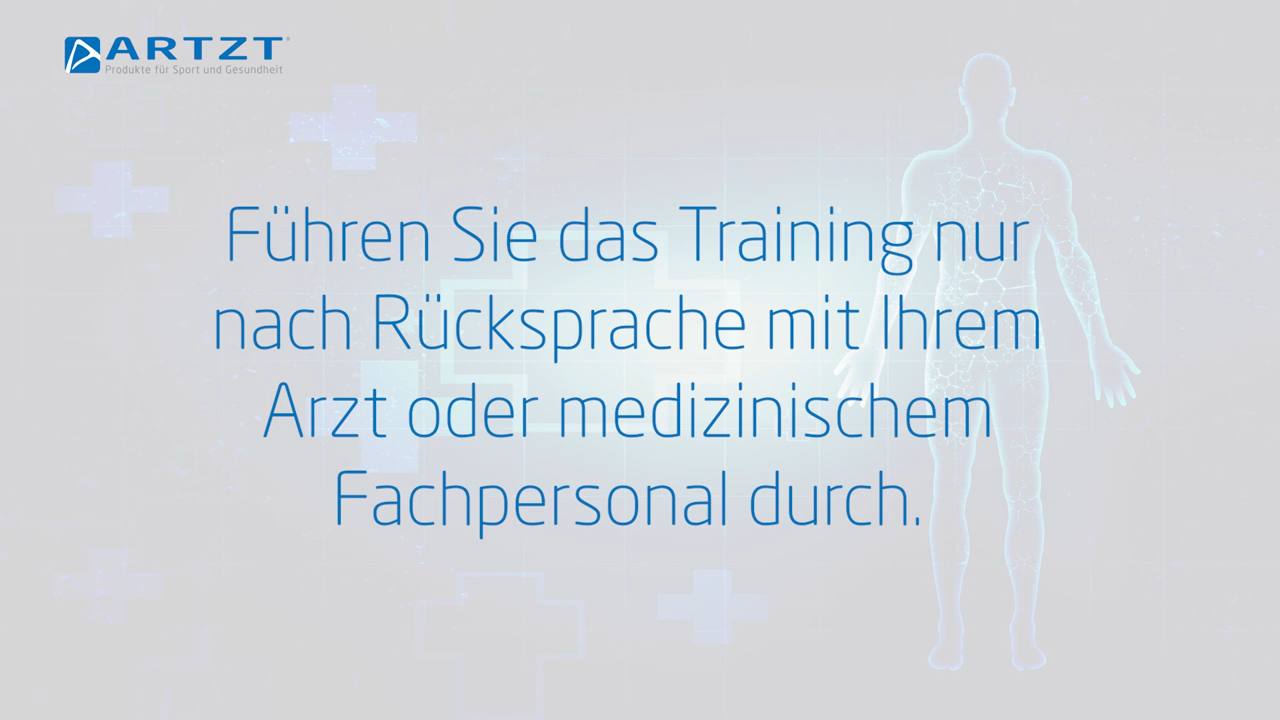 ARTZT®
Produkte für Sport und Gesundheit
Führen Sie das Training nur
nach Rücksprache mit Ihrem
Arzt oder medizinischem
Fachpersonal durch.